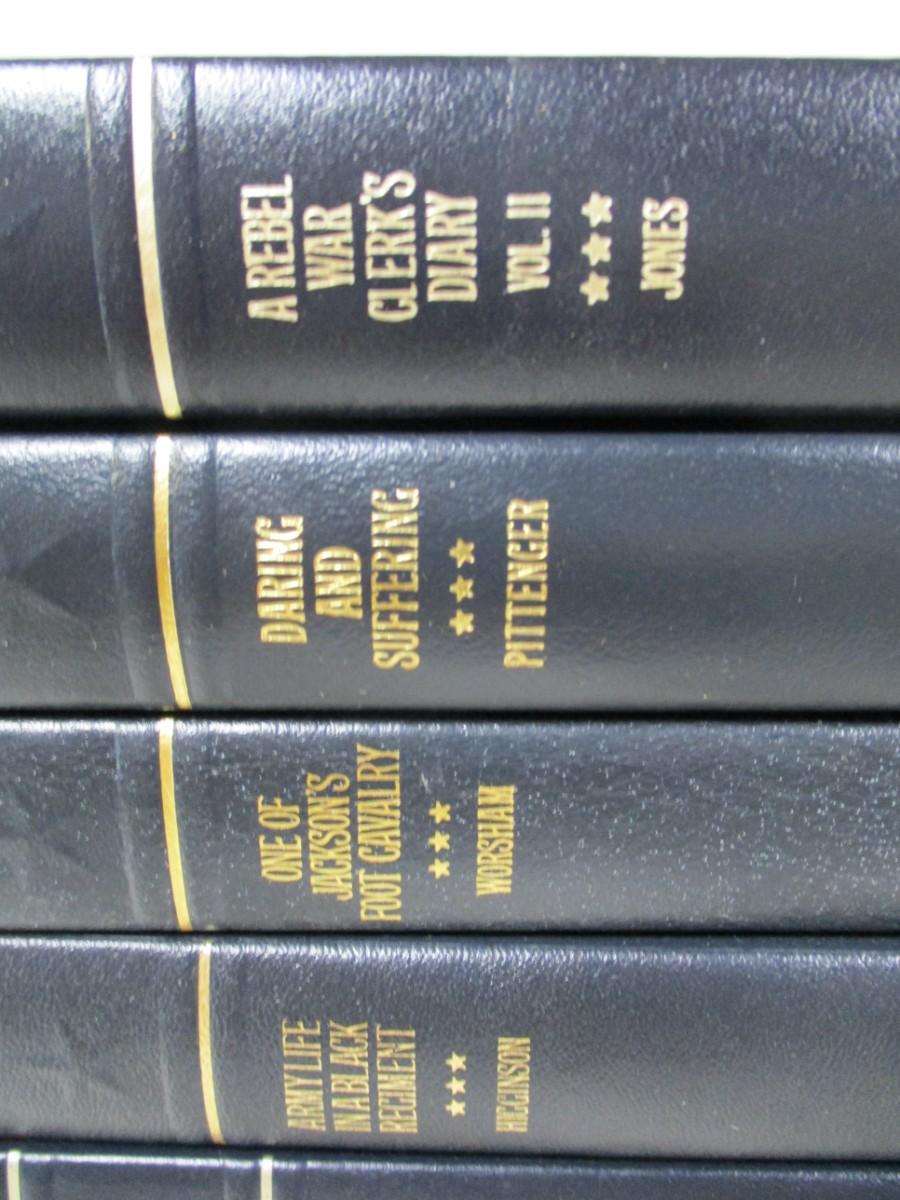 A REBEL
WAR
CLERK'S
DIARY
VOL. II
★★★
JONES
DARING
AND
SUFFERING
★★★
PITTENGER
ONE OF
JACKSON'S
FOOT CAVALRY
★★★
WORSHAM
ARMY LIFE
IN A BLACK
REGIMENT
★★★
HIGGINSON